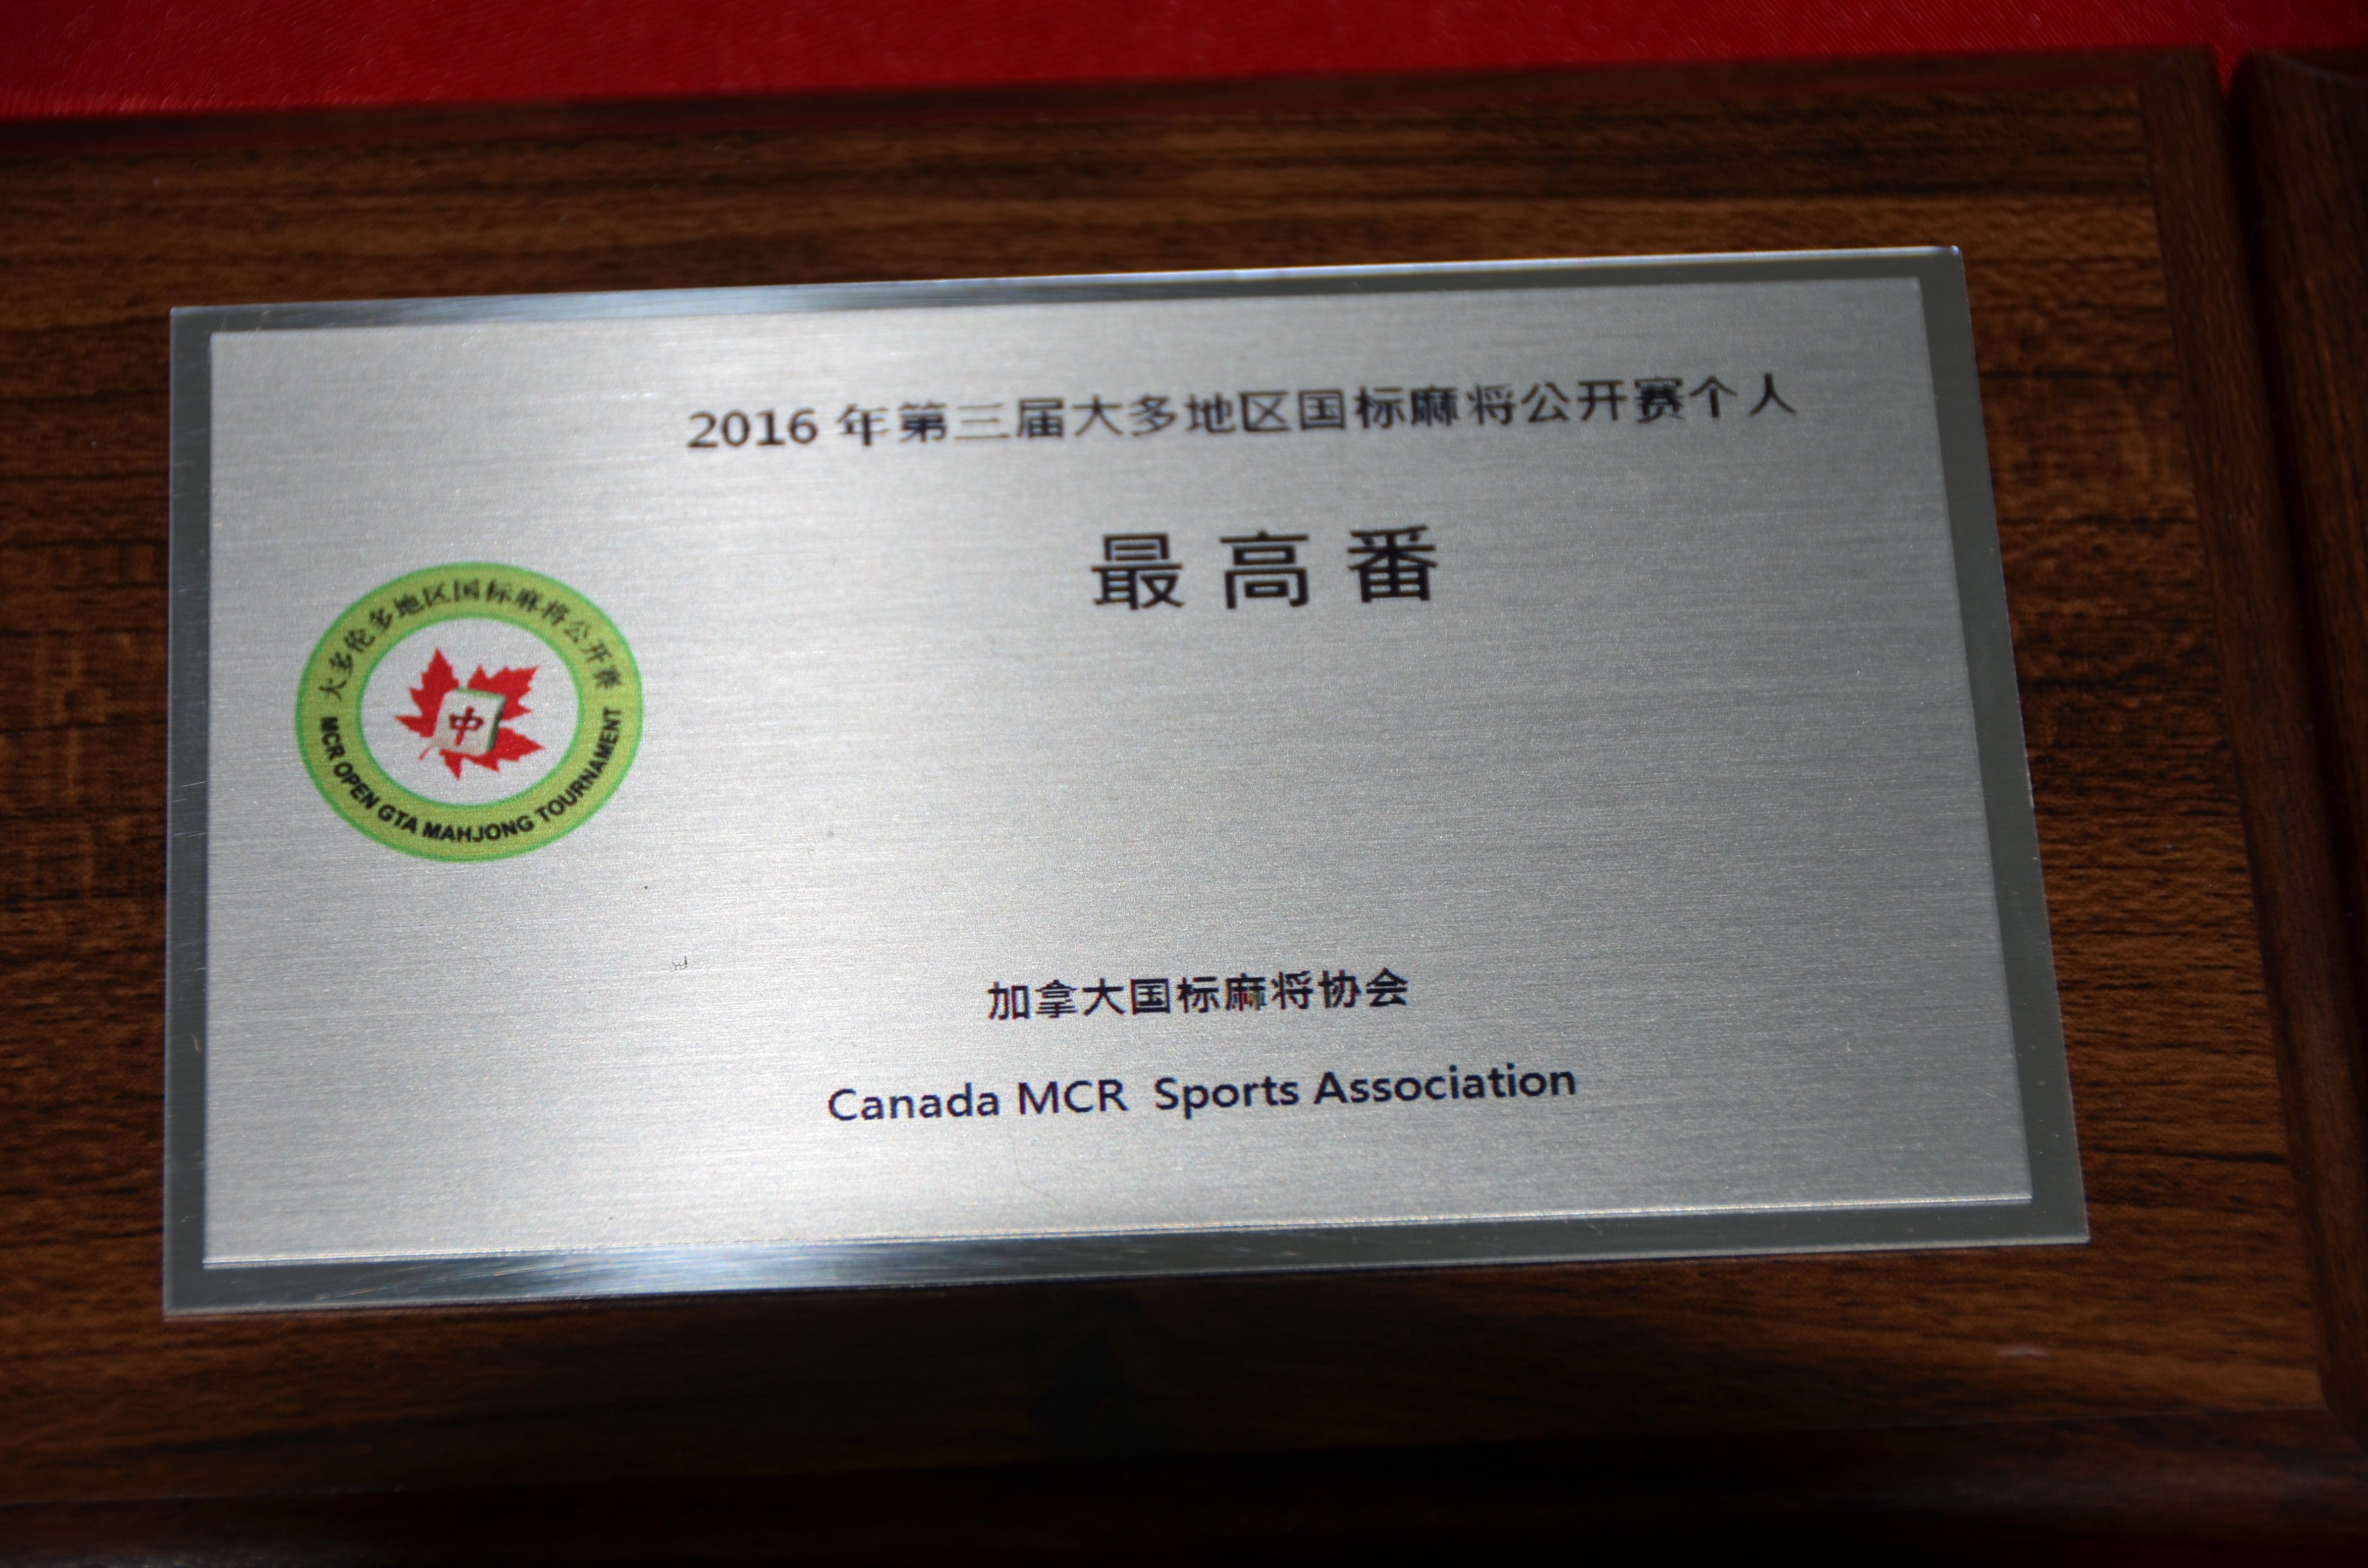 2016 年第三届大多地区国标麻将公开赛个人
最高番
大多伦多地区国标麻将公开赛
中
MCR OPEN GTA MAHJONG TOURNAMENT
加拿大国标麻将协会
Canada MCR Sports Association